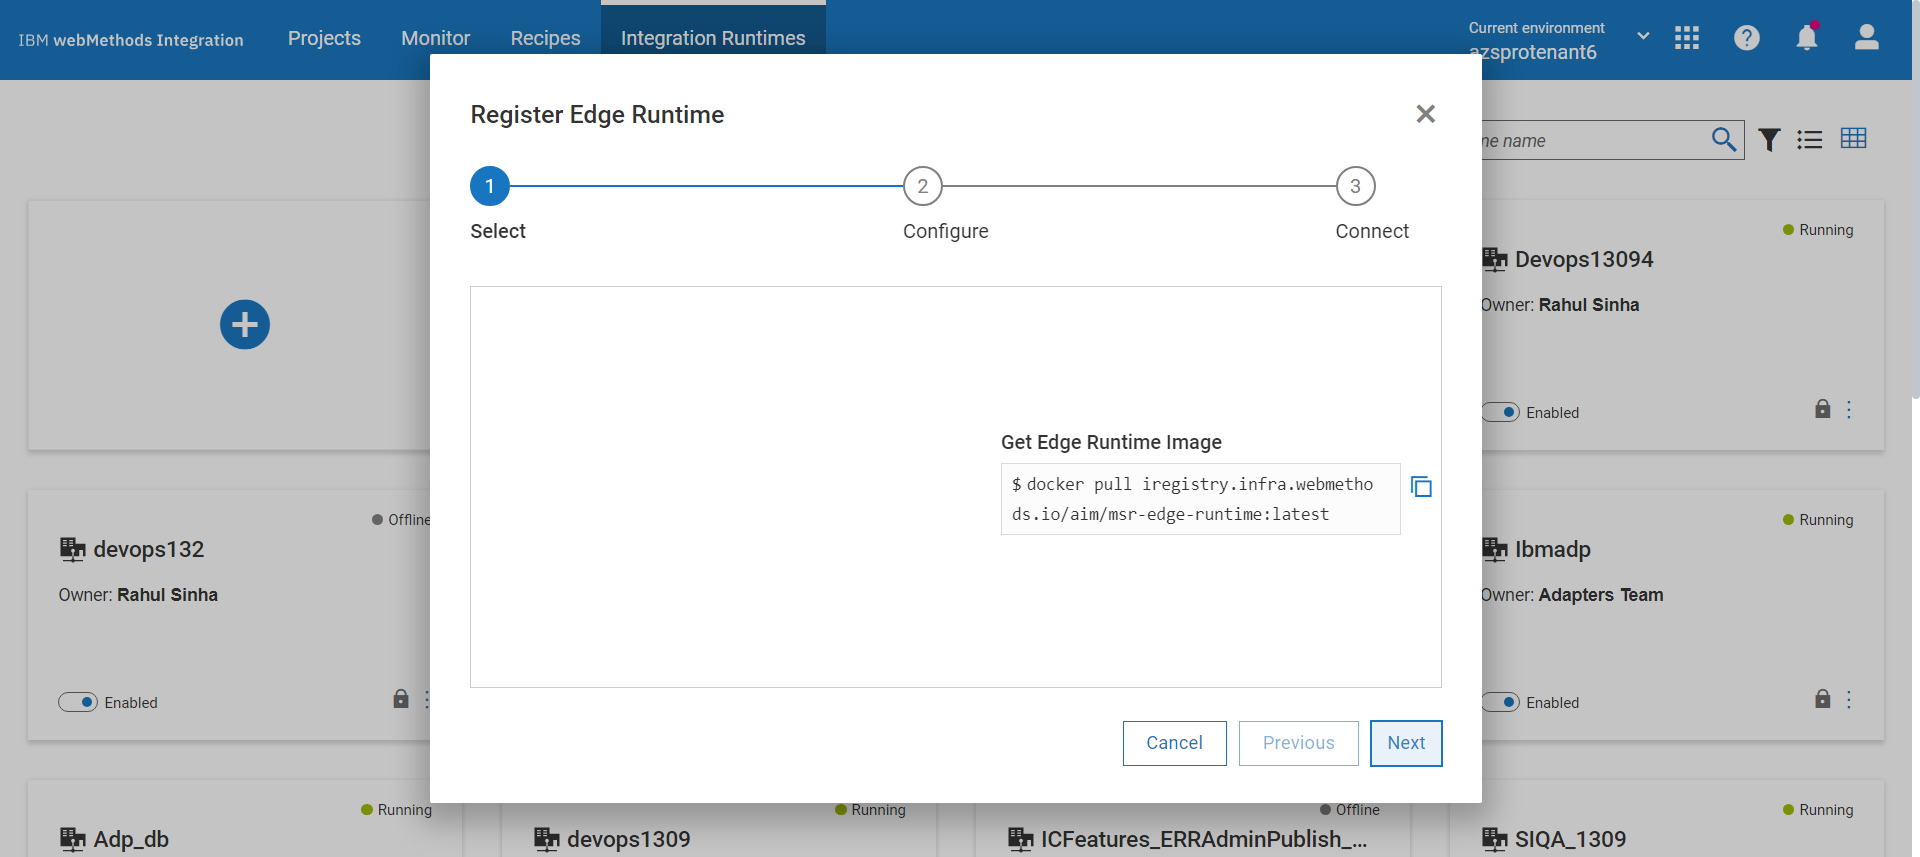 IBM webMethods Integration
Projects
Monitor
Recipes
Integration Runtimes
Current environment
azsprotenant6
Register Edge Runtime
1
2
3
Select
Configure
Connect
name
Get Edge Runtime Image
$ docker pull iregistry.infra.webmetho
ds.io/aim/msr-edge-runtime:latest
Cancel
Previous
Next
Running
Devops13094
Owner: Rahul Sinha
Enabled
Offline
devops132
Owner: Rahul Sinha
Enabled
Running
Ibmadp
Owner: Adapters Team
Enabled
Running
Adp_db
Running
devops1309
Offline
ICFeatures_ERRAdminPublish_...
Running
SIQA_1309